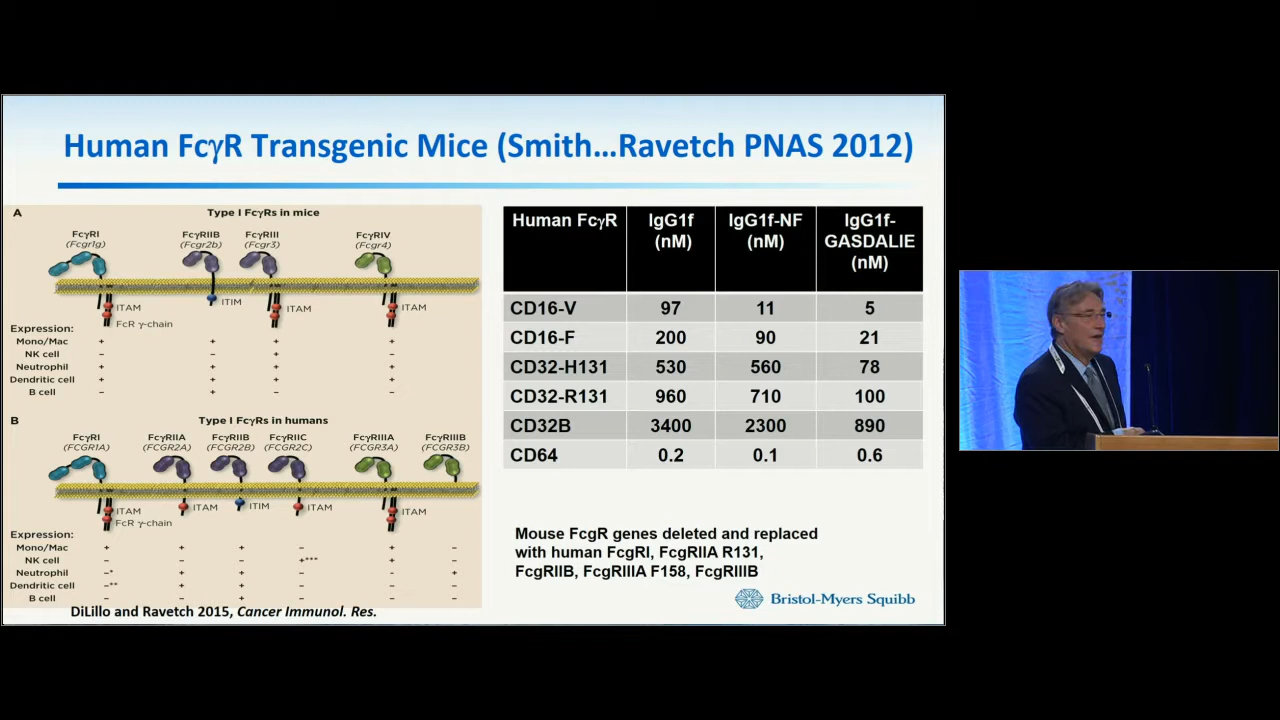 Human FcγR Transgenic Mice (Smith…Ravetch PNAS 2012)
A
Type I FcγRs in mice
FcγRI FcγRIIB FcγRIII FcγRIV
(Fcgr1g) (Fcgr2b) (Fcgr3) (Fcgr4)
ITAM ITIM ITAM ITAM
FcR γ-chain
Expression:
Mono/Mac + + + +
NK cell – – + –
Neutrophil + + + +
Dendritic cell + + + +
B cell – + – –
B
Type I FcγRs in humans
FcγRI FcγRIIA FcγRIIB FcγRIIC FcγRIIIA FcγRIIIB
(FCGR1A) (FCGR2A) (FCGR2B) (FCGR2C) (FCGR3A) (FCGR3B)
ITAM ITAM ITIM ITAM ITAM
FcR γ-chain
Expression:
Mono/Mac + + + – + –
NK cell – – – +*** + –
Neutrophil –* + + – – +
Dendritic cell –** + + – – –
B cell – – + – – –
DiLillo and Ravetch 2015, Cancer Immunol. Res.
Human FcγR IgG1f (nM) IgG1f-NF (nM) IgG1f-GASDALIE (nM)
CD16-V 97 11 5
CD16-F 200 90 21
CD32-H131 530 560 78
CD32-R131 960 710 100
CD32B 3400 2300 890
CD64 0.2 0.1 0.6
Mouse FcgR genes deleted and replaced
with human FcgRI, FcgRIIA R131,
FcgRIIB, FcgRIIIA F158, FcgRIIIB
Bristol-Myers Squibb